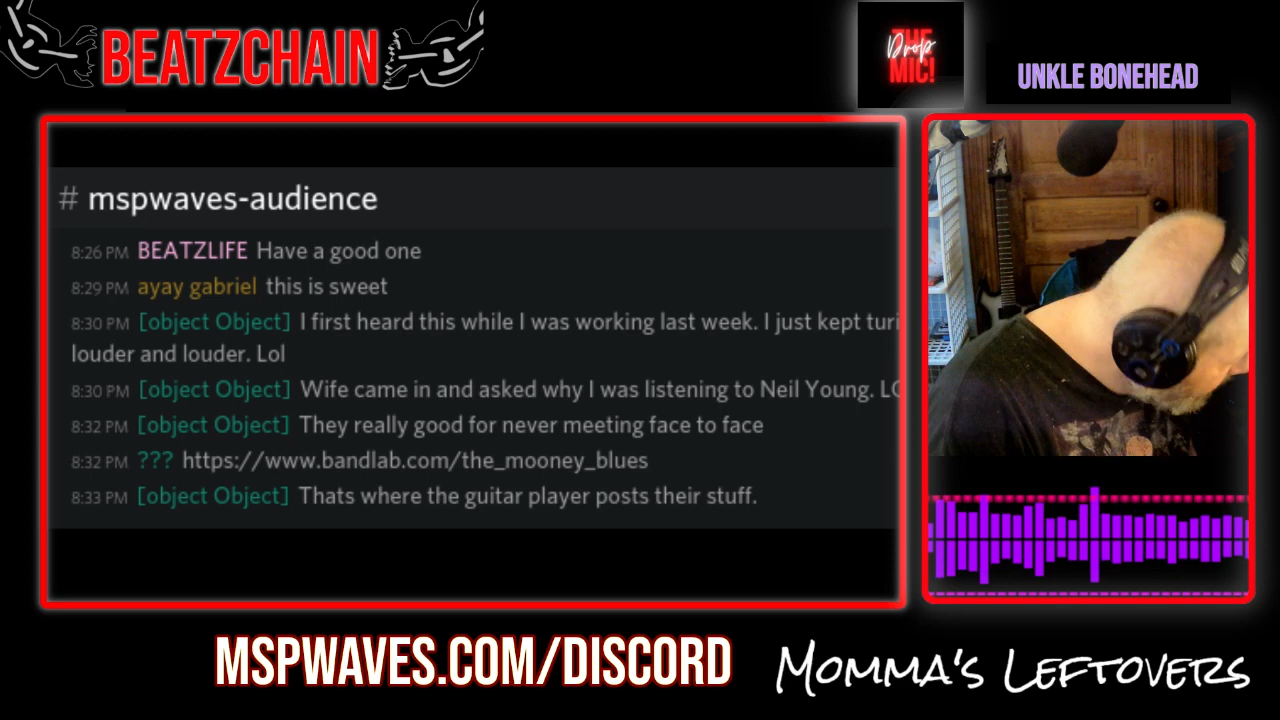 BEATZCHAIN
THE
Drop
MIC!
UNKLE BONEHEAD
# mspwaves-audience
8:26 PM BEATZLIFE Have a good one
8:29 PM ayay gabriel this is sweet
8:30 PM [object Object] I first heard this while I was working last week. I just kept turi
louder and louder. Lol
8:30 PM [object Object] Wife came in and asked why I was listening to Neil Young. LO
8:32 PM [object Object] They really good for never meeting face to face
8:32 PM ??? https://www.bandlab.com/the_mooney_blues
8:33 PM [object Object] Thats where the guitar player posts their stuff.
MSPWAVES.COM/DISCORD
MOMMA'S LEFTOVERS